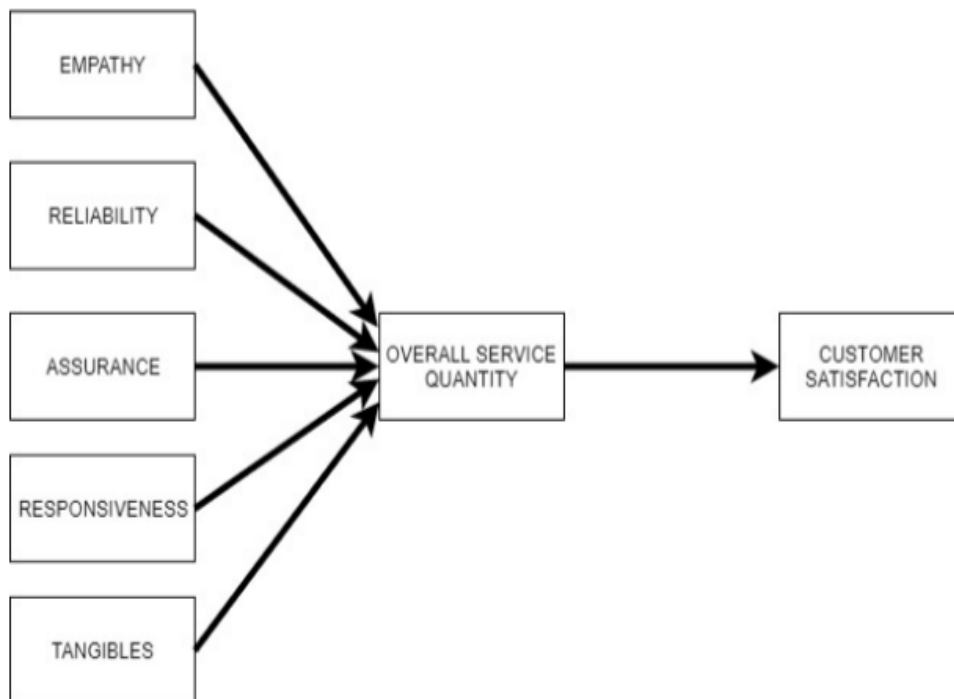 EMPATHY
RELIABILITY
ASSURANCE
RESPONSIVENESS
TANGIBLES
OVERALL SERVICE
QUANTITY
CUSTOMER
SATISFACTION